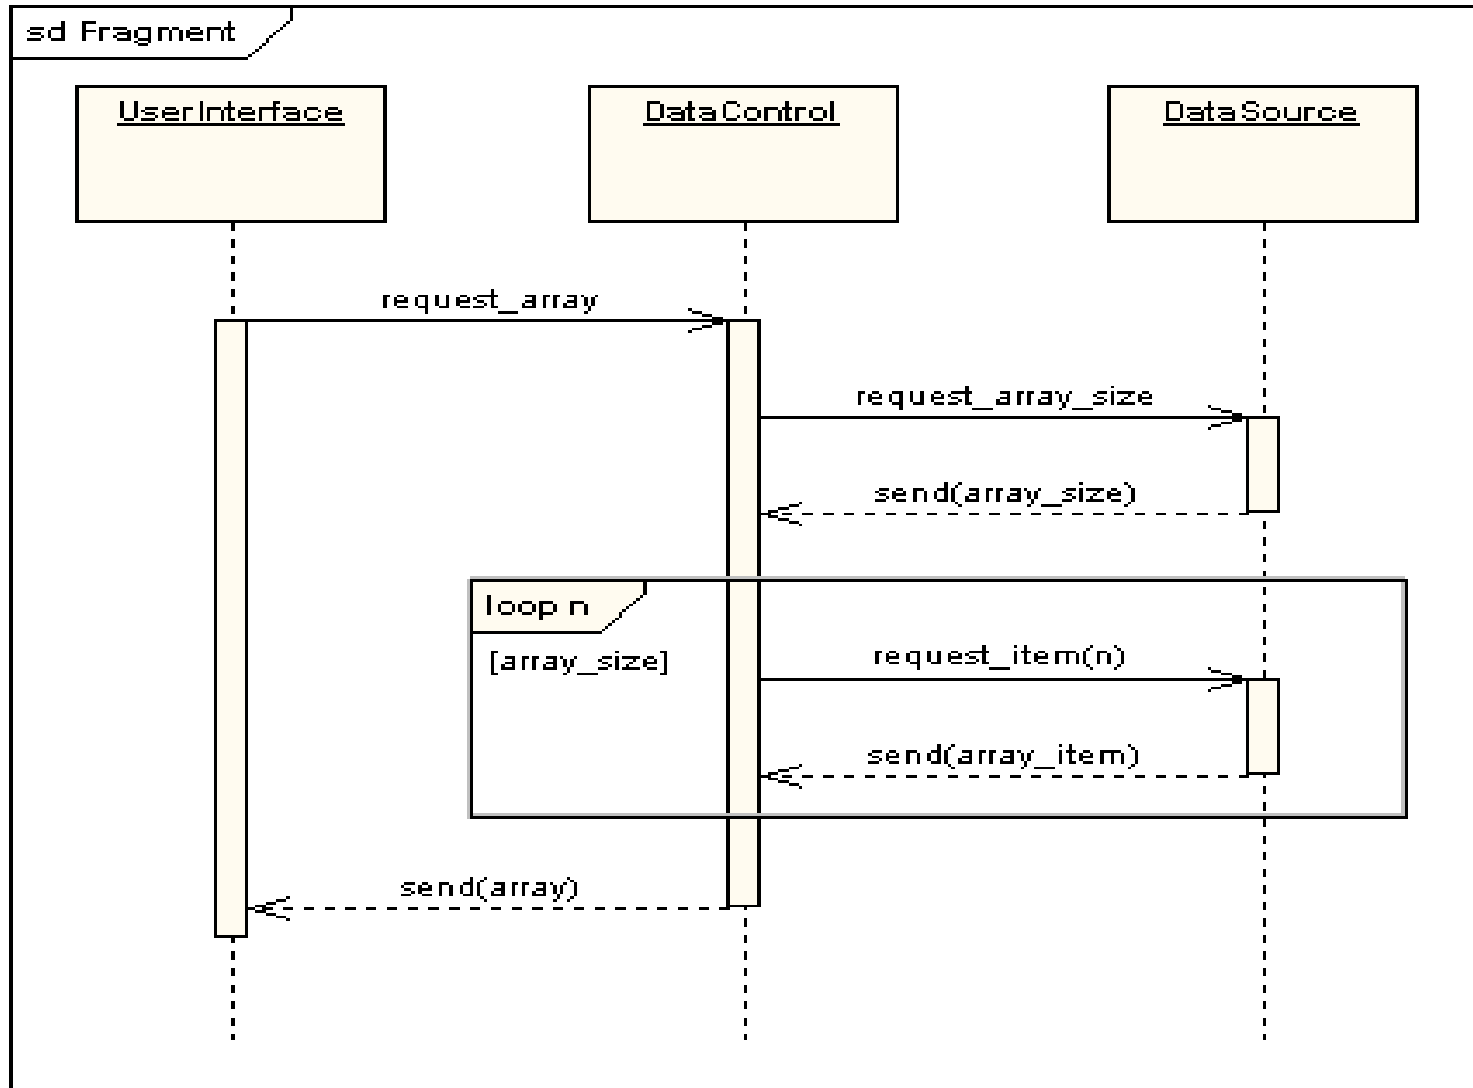 sd Fragment
UserInterface
DataControl
DataSource
request_array
request_array_size
send(array_size)
loop n
[array_size]
request_item(n)
send(array_item)
send(array)